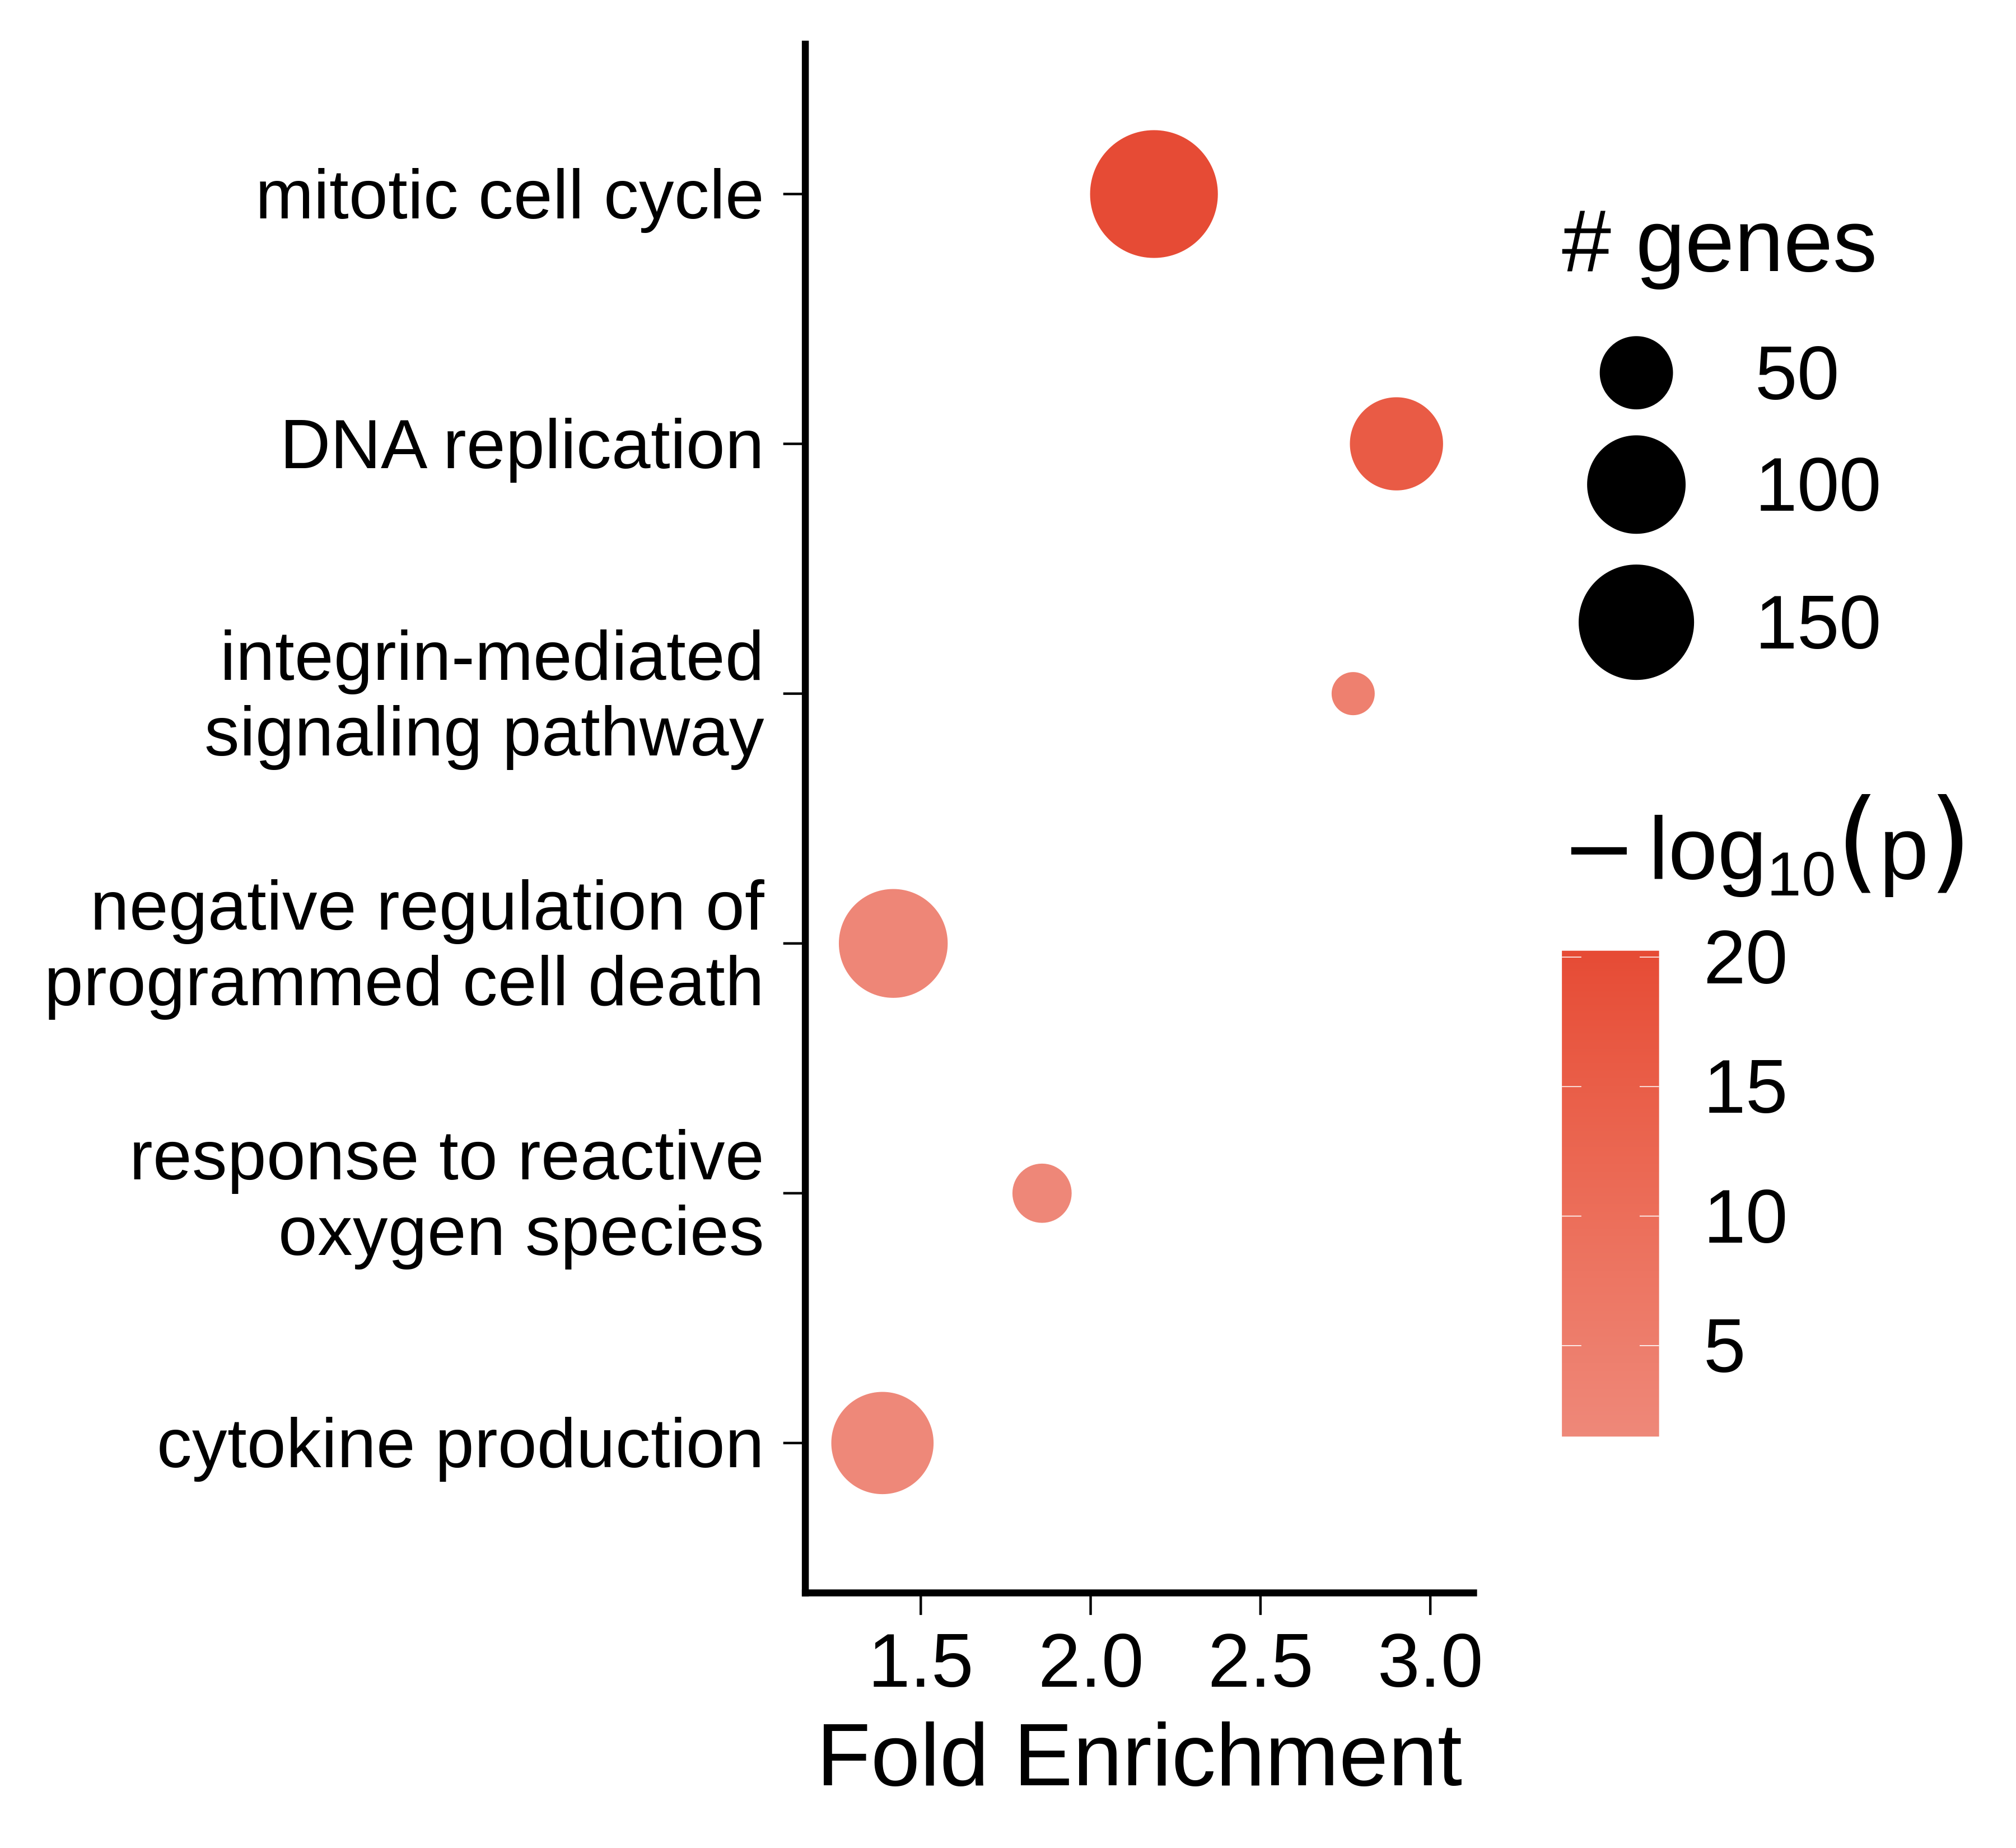 mitotic cell cycle
DNA replication
integrin-mediated
signaling pathway
negative regulation of
programmed cell death
response to reactive
oxygen species
cytokine production
1.5 2.0 2.5 3.0
Fold Enrichment
# genes
50
100
150
− log₁₀(p)
20
15
10
5